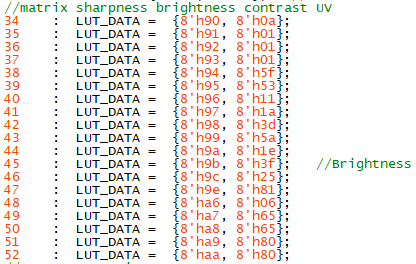 //matrix sharpness brightness contrast UV
34 : LUT_DATA = {8'h90, 8'h0a};
35 : LUT_DATA = {8'h91, 8'h01};
36 : LUT_DATA = {8'h92, 8'h01};
37 : LUT_DATA = {8'h93, 8'h01};
38 : LUT_DATA = {8'h94, 8'h5f};
39 : LUT_DATA = {8'h95, 8'h53};
40 : LUT_DATA = {8'h96, 8'h11};
41 : LUT_DATA = {8'h97, 8'h1a};
42 : LUT_DATA = {8'h98, 8'h3d};
43 : LUT_DATA = {8'h99, 8'h5a};
44 : LUT_DATA = {8'h9a, 8'h1e};
45 : LUT_DATA = {8'h9b, 8'h3f}; //Brightness
46 : LUT_DATA = {8'h9c, 8'h25};
47 : LUT_DATA = {8'h9e, 8'h81};
48 : LUT_DATA = {8'ha6, 8'h06};
49 : LUT_DATA = {8'ha7, 8'h65};
50 : LUT_DATA = {8'ha8, 8'h65};
51 : LUT_DATA = {8'ha9, 8'h80};
52 : LUT_DATA = {8'haa, 8'h80};